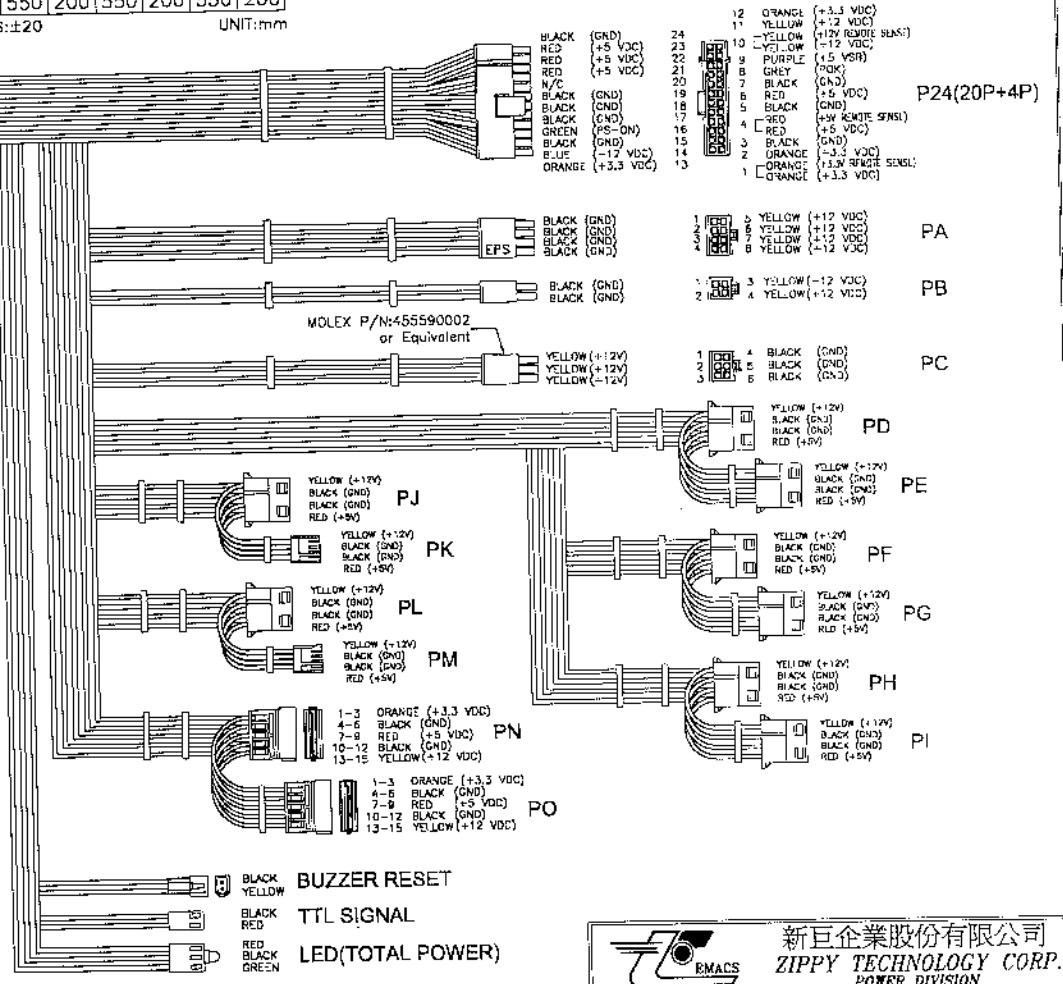 550 200 550 200 550 200
S:±20 UNIT:mm
BLACK (GND) 24
RED (+5 VDC) 23
RED (+5 VDC) 22
RED (+5 VDC) 21
N/C 20
BLACK (GND) 19
BLACK (GND) 18
BLACK (GND) 17
GREEN (PS-ON) 16
BLACK (GND) 15
BLUE (-12 VDC) 14
ORANGE (+3.3 VDC) 13
12 ORANGE (+3.3 VDC)
11 YELLOW (+12 VDC)
10 YELLOW (+12V REMOTE SENSE)
YELLOW (+12 VDC)
9 PURPLE (+5 VSB)
8 GREY (POK)
7 BLACK (GND)
6 RED (+5 VDC)
5 BLACK (GND)
4 RED (+5V REMOTE SENSE)
RED (+5 VDC)
3 BLACK (GND)
2 ORANGE (+3.3 VDC)
1 ORANGE (+3.3V REMOTE SENSE)
ORANGE (+3.3 VDC)
P24(20P+4P)
EPS
BLACK (GND)
BLACK (GND)
BLACK (GND)
BLACK (GND)
1 5 YELLOW (+12 VDC)
2 6 YELLOW (+12 VDC)
3 7 YELLOW (+12 VDC)
4 8 YELLOW (+12 VDC)
PA
BLACK (GND)
BLACK (GND)
1 3 YELLOW (+12 VDC)
2 4 YELLOW (+12 VDC)
PB
MOLEX P/N:455590002
or Equivalent
YELLOW (+12V)
YELLOW (+12V)
YELLOW (+12V)
1 4 BLACK (GND)
2 5 BLACK (GND)
3 6 BLACK (GND)
PC
YELLOW (+12V)
BLACK (GND)
BLACK (GND)
RED (+5V)
PD
YELLOW (+12V)
BLACK (GND)
BLACK (GND)
RED (+5V)
PE
YELLOW (+12V)
BLACK (GND)
BLACK (GND)
RED (+5V)
PJ
YELLOW (+12V)
BLACK (GND)
BLACK (GND)
RED (+5V)
PK
YELLOW (+12V)
BLACK (GND)
BLACK (GND)
RED (+5V)
PF
YELLOW (+12V)
BLACK (GND)
BLACK (GND)
RED (+5V)
PG
YELLOW (+12V)
BLACK (GND)
BLACK (GND)
RED (+5V)
PL
YELLOW (+12V)
BLACK (GND)
BLACK (GND)
RED (+5V)
PM
YELLOW (+12V)
BLACK (GND)
BLACK (GND)
RED (+5V)
PH
YELLOW (+12V)
BLACK (GND)
BLACK (GND)
RED (+5V)
PI
1-3 ORANGE (+3.3 VDC)
4-6 BLACK (GND)
7-9 RED (+5 VDC)
10-12 BLACK (GND)
13-15 YELLOW (+12 VDC)
PN
1-3 ORANGE (+3.3 VDC)
4-6 BLACK (GND)
7-9 RED (+5 VDC)
10-12 BLACK (GND)
13-15 YELLOW (+12 VDC)
PO
BLACK
YELLOW
BUZZER RESET
BLACK
RED
TTL SIGNAL
RED
BLACK
GREEN
LED(TOTAL POWER)
EMACS
新巨企業股份有限公司
ZIPPY TECHNOLOGY CORP.
POWER DIVISION